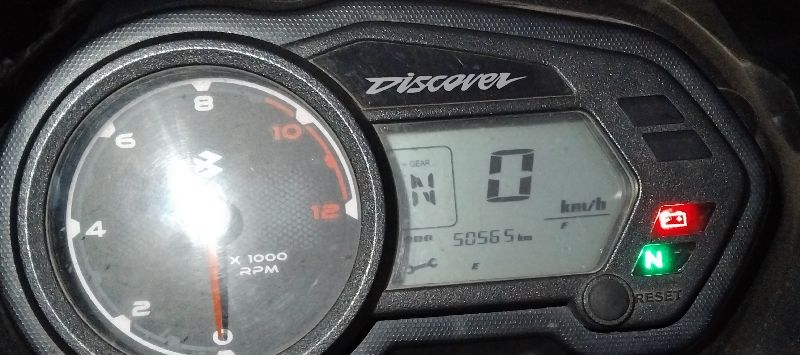 DISCOVER
8
6
10
4
12
2
0
X 1000
RPM
GEAR
N
0
km/h
F
50565 km
E
N
RESET